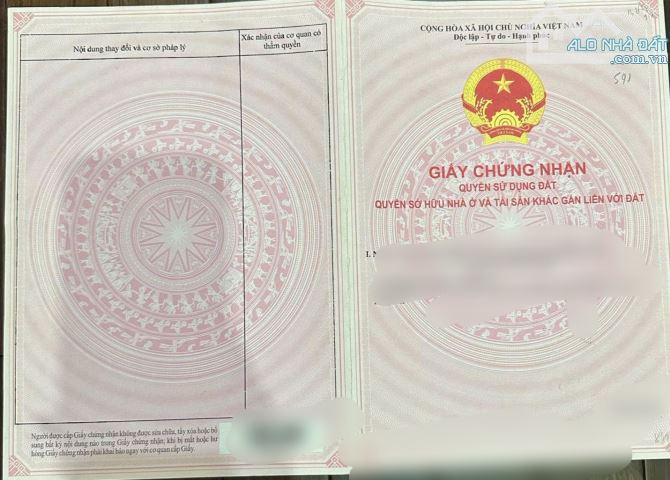 Nội dung thay đổi và cơ sở pháp lý
Xác nhận của cơ quan có
thẩm quyền
Người được cấp Giấy chứng nhận không được sửa chữa, tẩy xóa hoặc bổ
sung bất kỳ nội dung nào trong Giấy chứng nhận; khi bị mất hoặc hư
hỏng Giấy chứng nhận phải khai báo ngay với cơ quan cấp Giấy.
CỘNG HÒA XÃ HỘI CHỦ NGHĨA VIỆT NAM
Độc lập - Tự do - Hạnh phúc
ALO NHÀ ĐẤT
.com.vn
591
GIẤY CHỨNG NHẬN
QUYỀN SỬ DỤNG ĐẤT
QUYỀN SỞ HỮU NHÀ Ở VÀ TÀI SẢN KHÁC GẮN LIỀN VỚI ĐẤT
I.